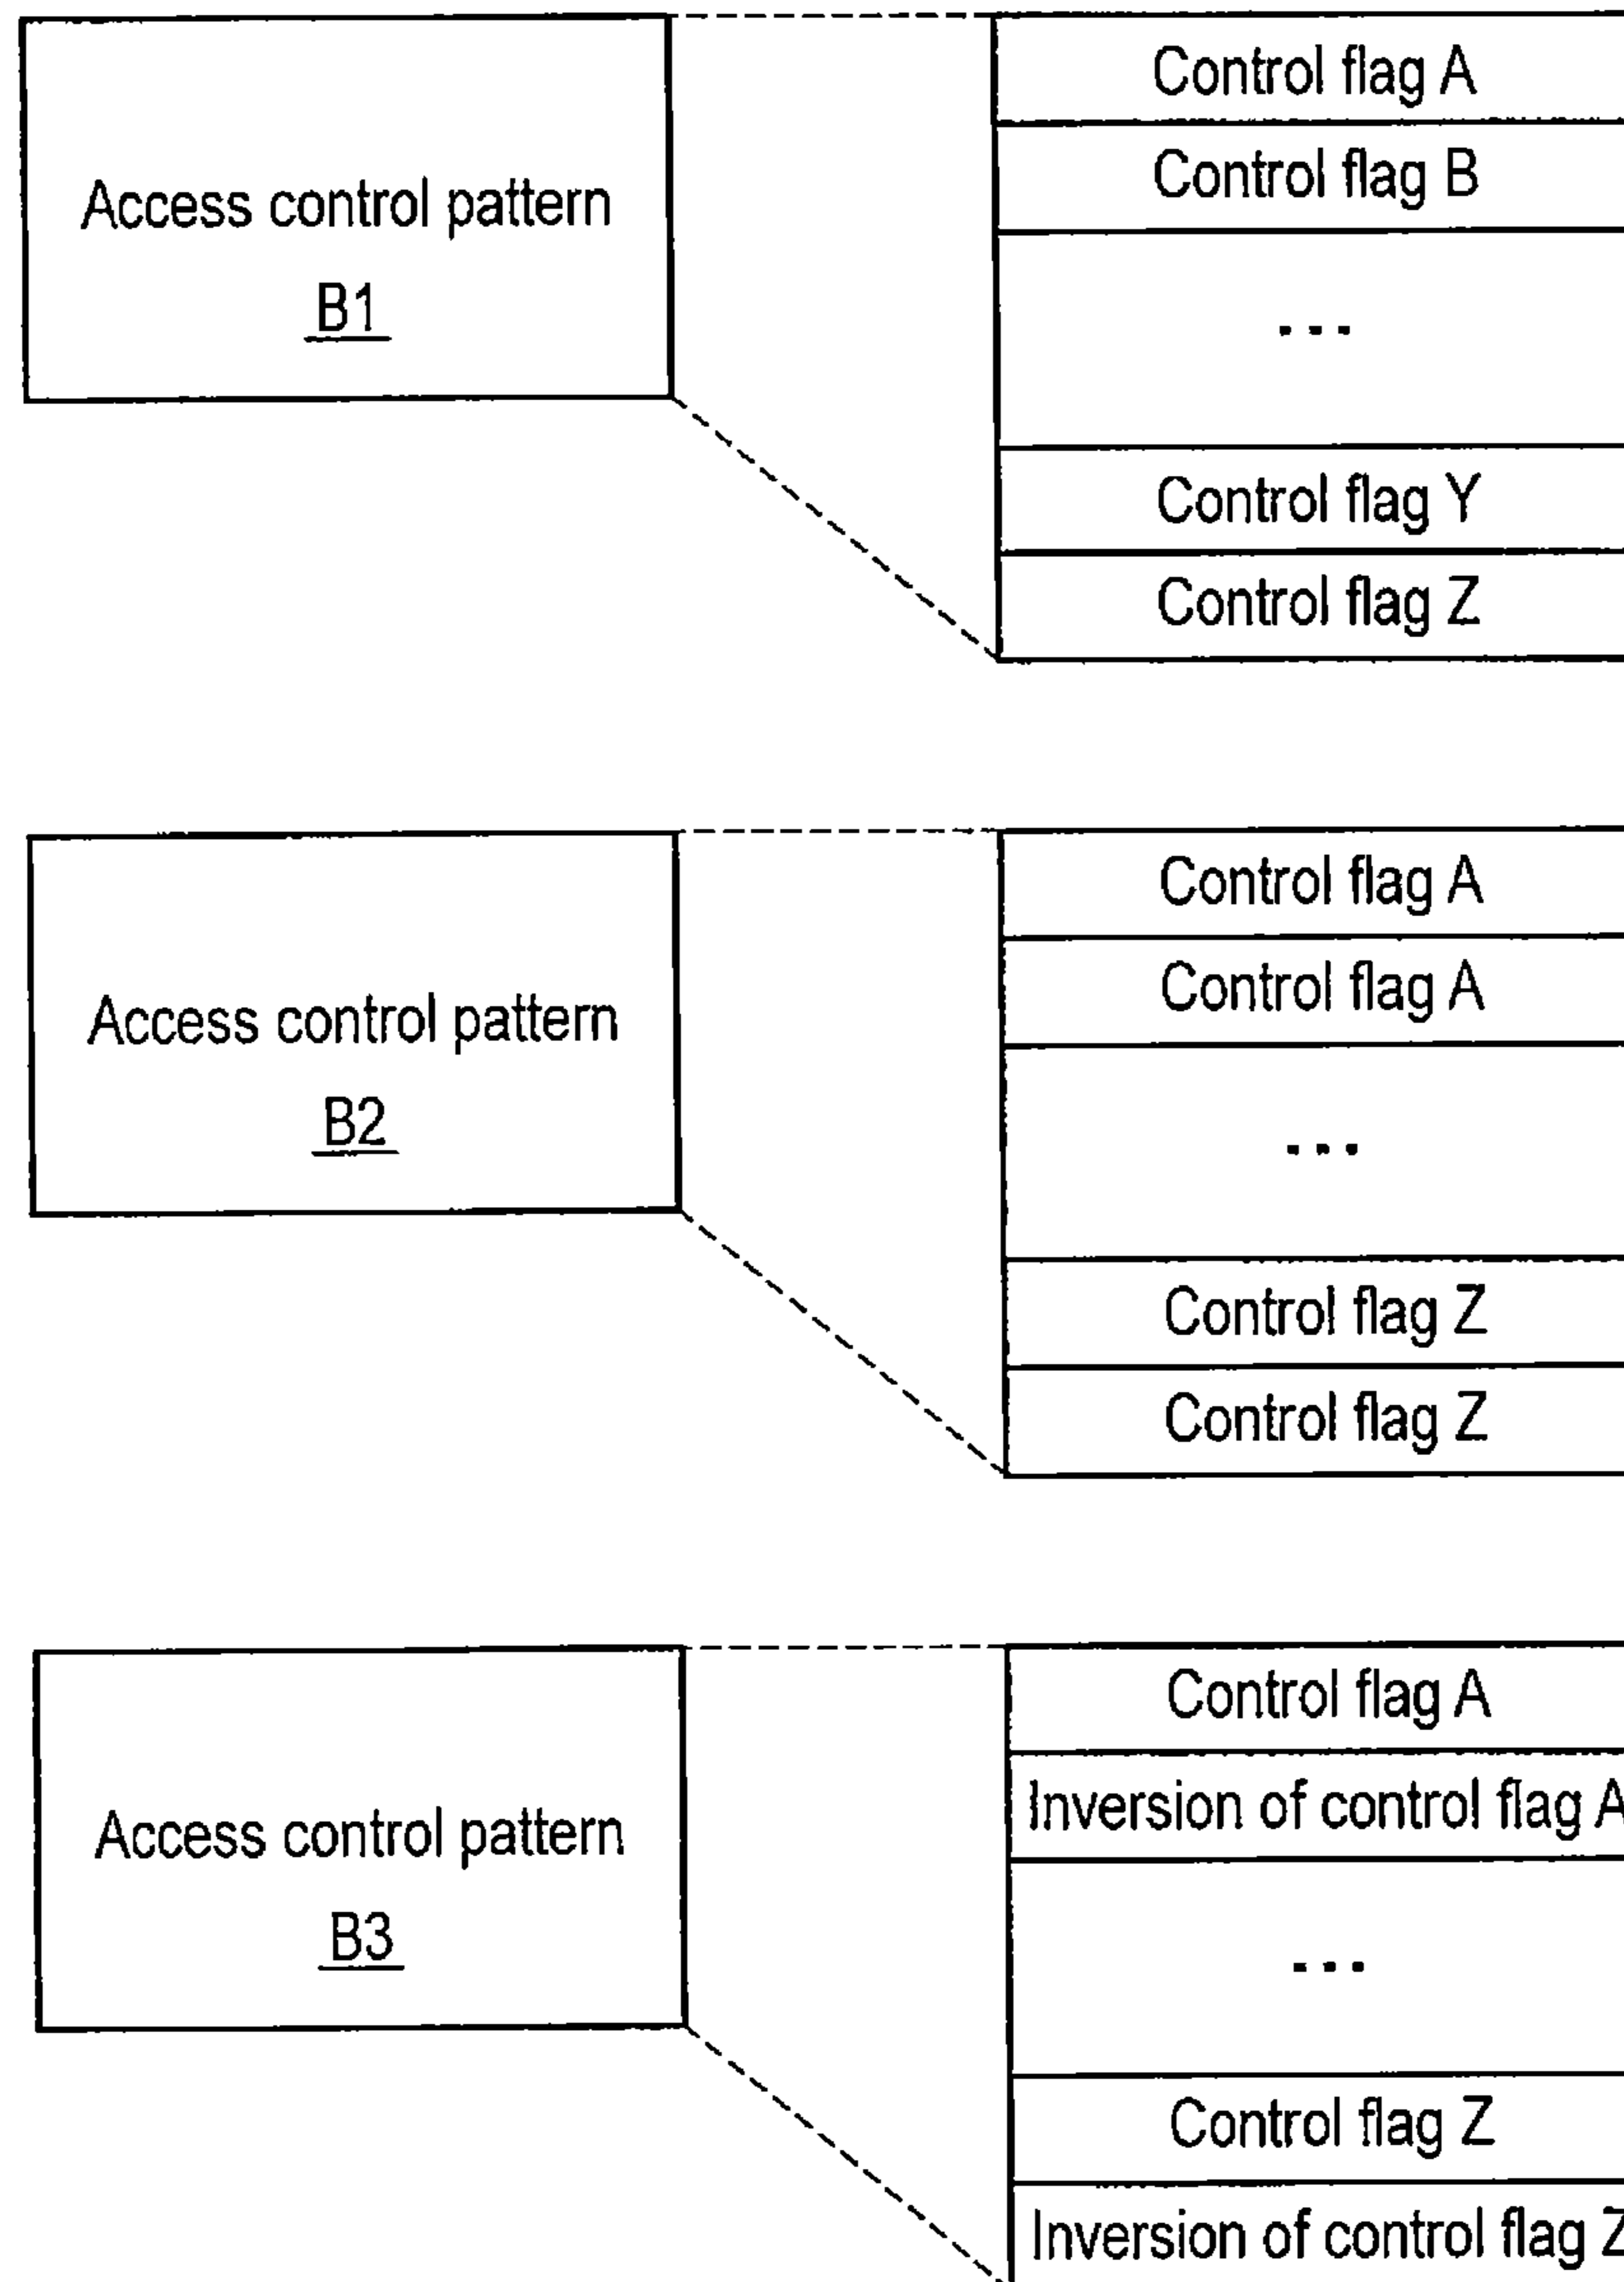 Access control pattern
B1
Control flag A
Control flag B
...
Control flag Y
Control flag Z
Access control pattern
B2
Control flag A
Control flag A
...
Control flag Z
Control flag Z
Access control pattern
B3
Control flag A
Inversion of control flag A
...
Control flag Z
Inversion of control flag Z